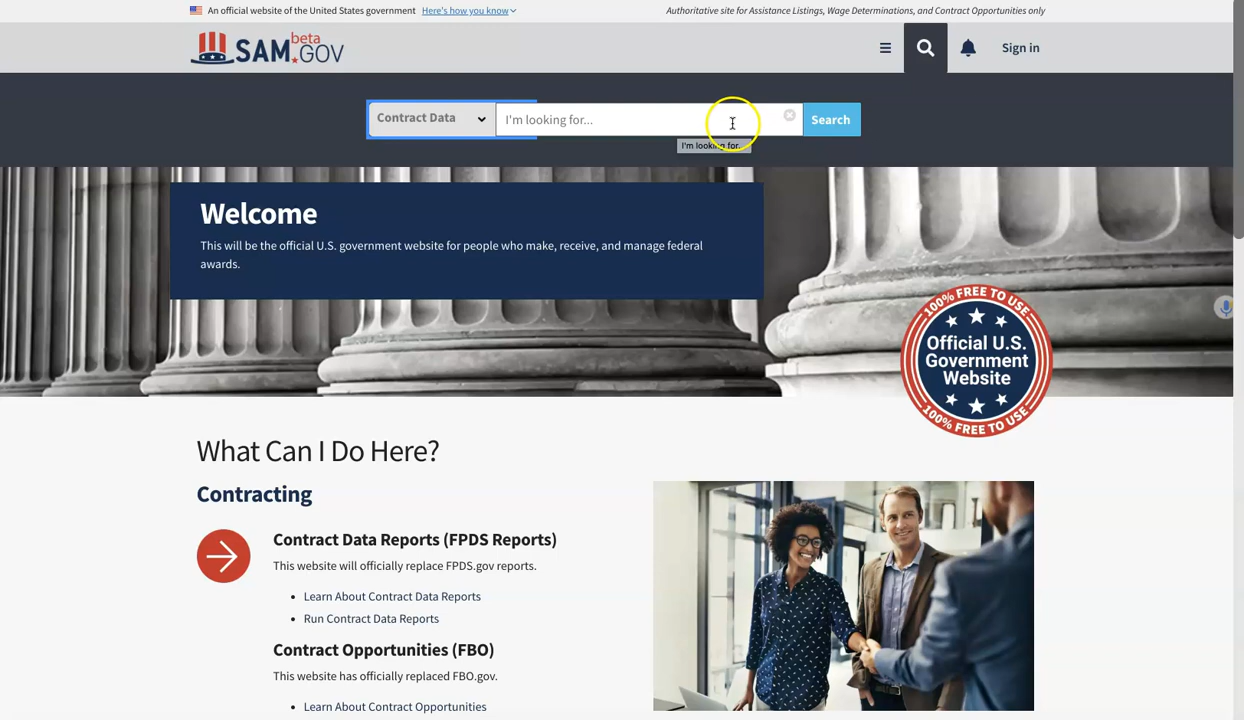 An official website of the United States government Here's how you know
Authoritative site for Assistance Listings, Wage Determinations, and Contract Opportunities only
beta
SAM.GOV
Sign in
Contract Data
I'm looking for...
Search
I'm looking for...
Welcome
This will be the official U.S. government website for people who make, receive, and manage federal
awards.
100% FREE TO USE
Official U.S.
Government
Website
100% FREE TO USE
What Can I Do Here?
Contracting
Contract Data Reports (FPDS Reports)
This website will officially replace FPDS.gov reports.
Learn About Contract Data Reports
Run Contract Data Reports
Contract Opportunities (FBO)
This website has officially replaced FBO.gov.
Learn About Contract Opportunities